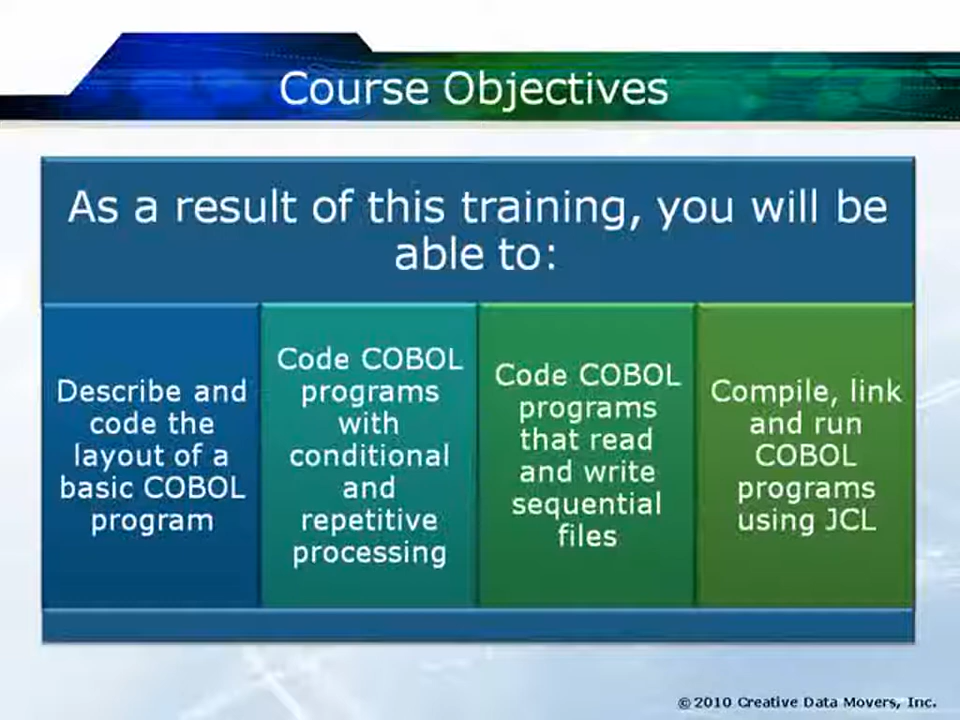 Course Objectives
As a result of this training, you will be
able to:
Describe and
code the
layout of a
basic COBOL
program
Code COBOL
programs
with
conditional
and
repetitive
processing
Code COBOL
programs
that read
and write
sequential
files
Compile, link
and run
COBOL
programs
using JCL
© 2010 Creative Data Movers, Inc.